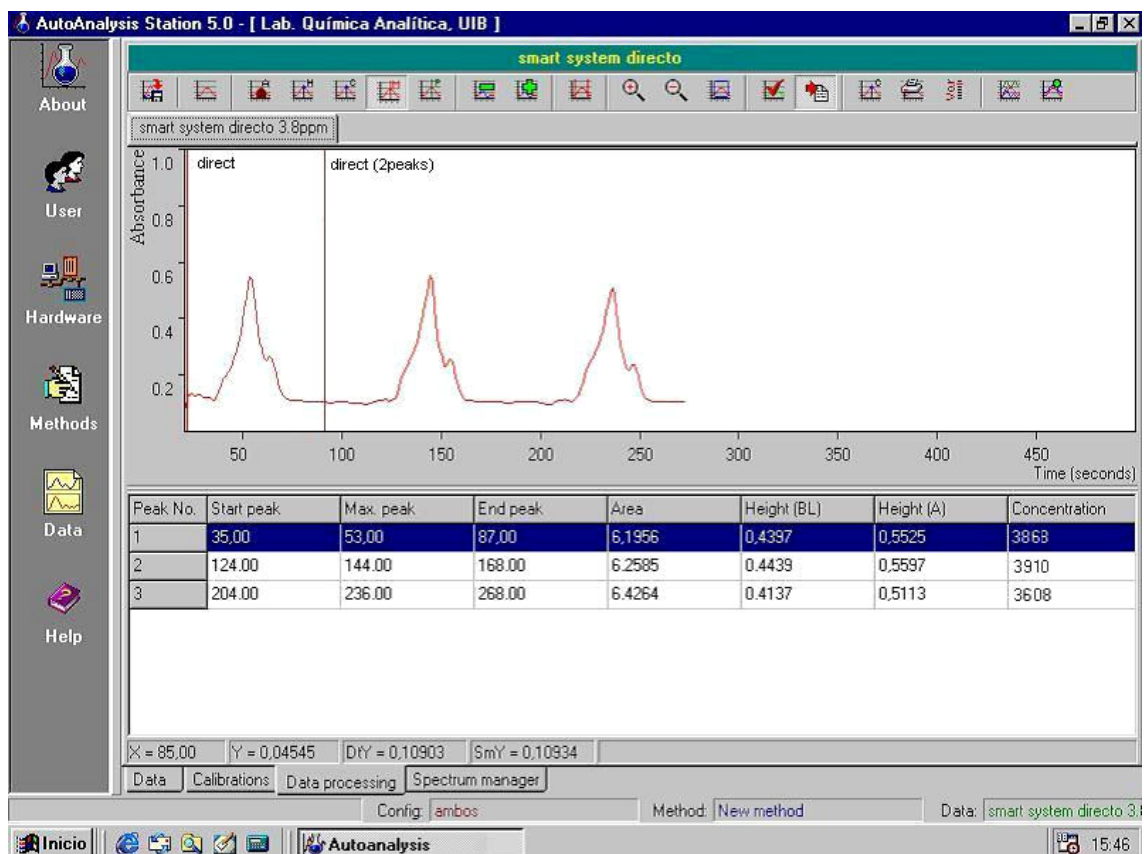 AutoAnalysis Station 5.0 - [ Lab. Química Analítica, UIB ]
About
User
Hardware
Methods
Data
Help
smart system directo
smart system directo 3.8ppm
Absorbance
1.0
0.8
0.6
0.4
0.2
direct direct (2peaks)
50 100 150 200 250 300 350 400 450
Time (seconds)
Peak No. Start peak Max. peak End peak Area Height (BL) Height (A) Concentration
1 35,00 53,00 87,00 6,1956 0,4397 0,5525 3868
2 124.00 144.00 168.00 6.2585 0.4439 0,5597 3910
3 204.00 236.00 268.00 6.4264 0.4137 0,5113 3608
X = 85,00 Y = 0,04545 DfY = 0,10903 SmY = 0,10934
Data Calibrations Data processing Spectrum manager
Config: ambos Method: New method Data: smart system directo 3.8
Inicio Autoanalysis 15:46